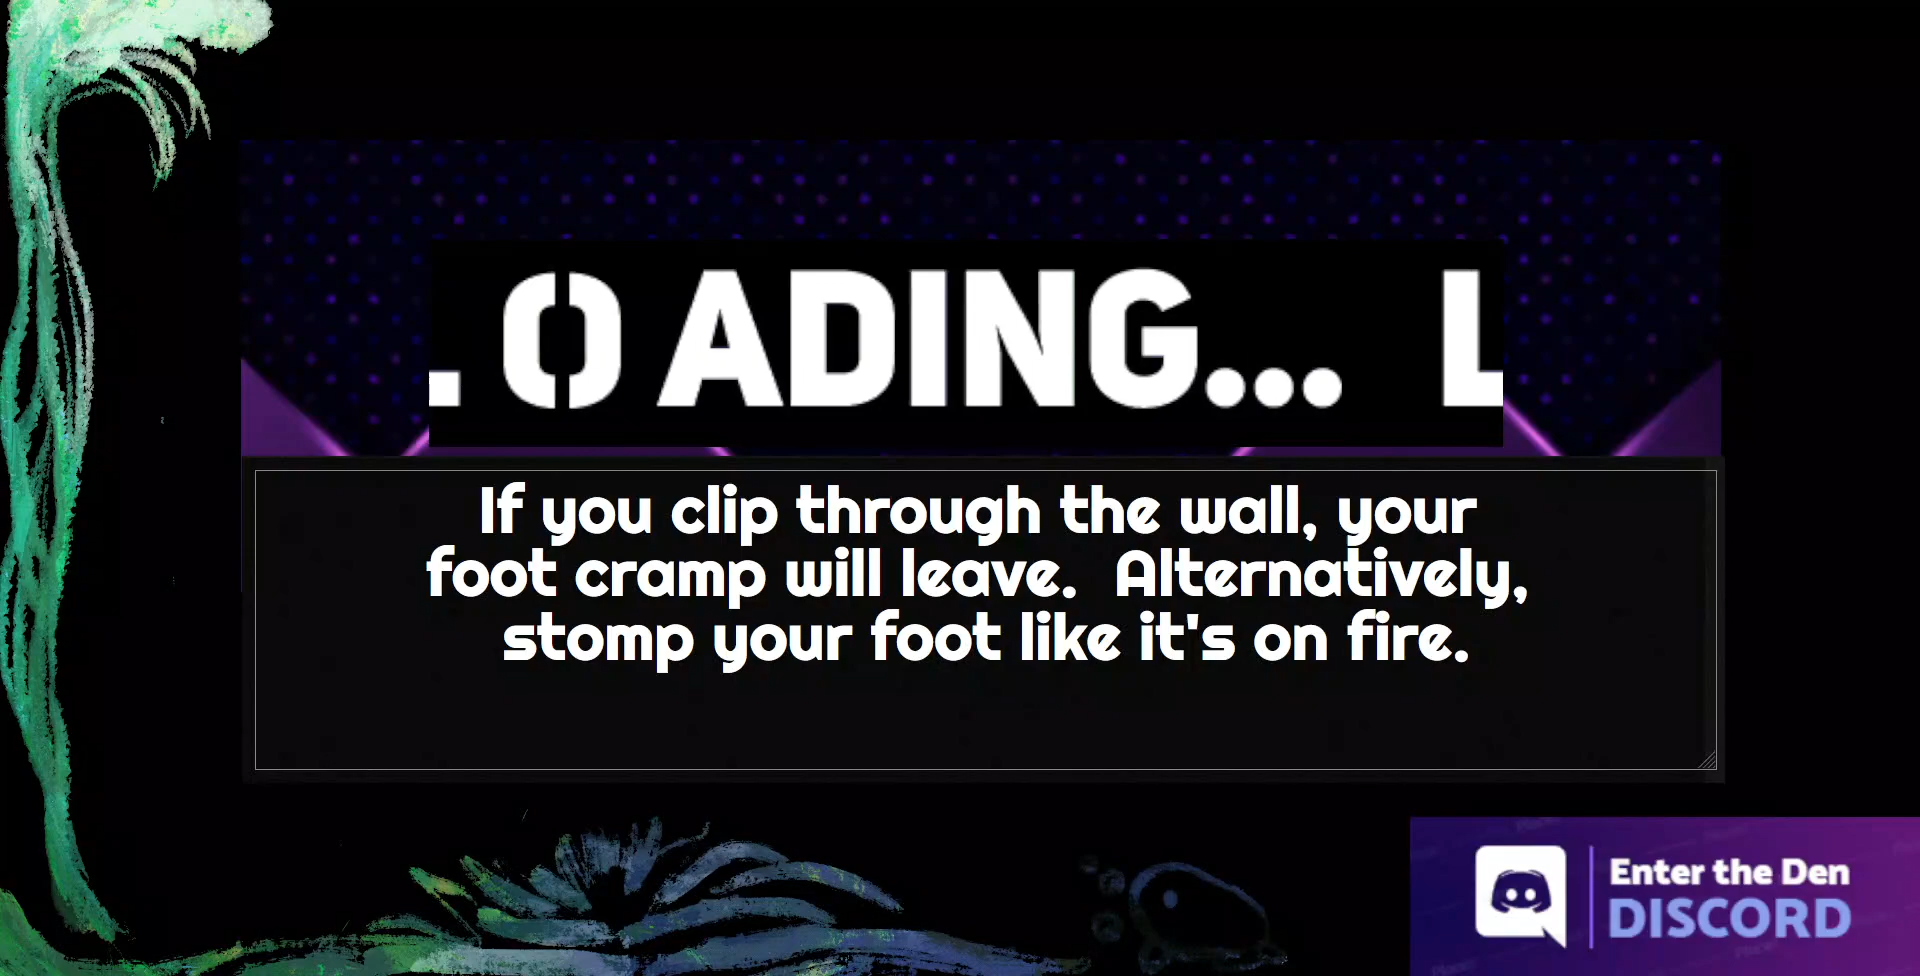 . O ADING... L
If you clip through the wall, your
foot cramp will leave.  Alternatively,
stomp your foot like it's on fire.
Enter the Den
DISCORD